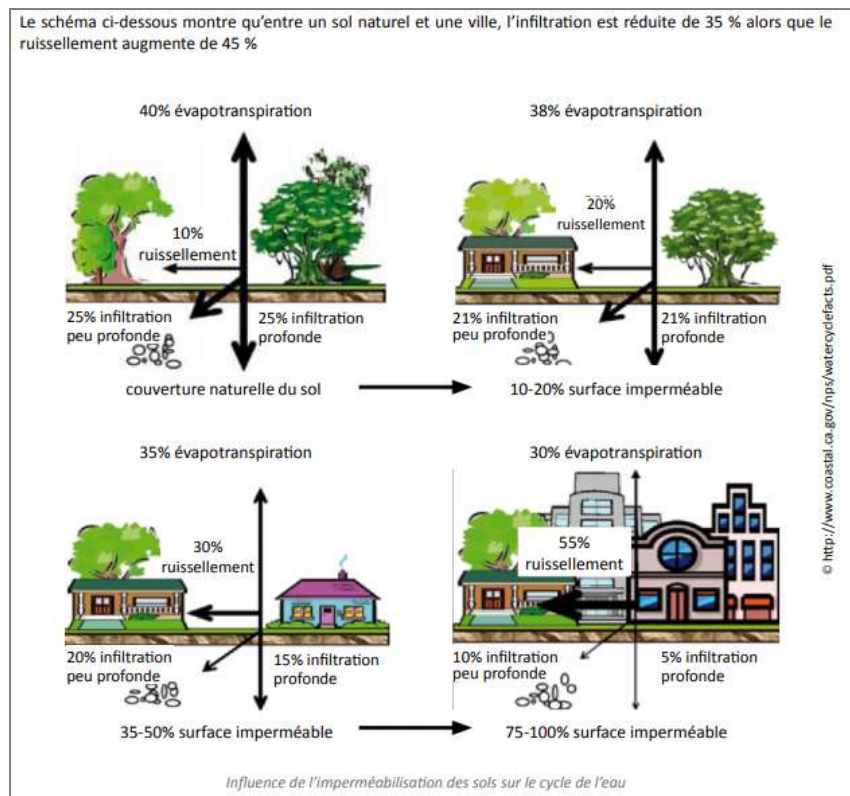 Le schéma ci-dessous montre qu’entre un sol naturel et une ville, l’infiltration est réduite de 35 % alors que le
ruissellement augmente de 45 %
40% évapotranspiration
10%
ruissellement
25% infiltration
peu profonde
25% infiltration
profonde
couverture naturelle du sol
38% évapotranspiration
20%
ruissellement
21% infiltration
peu profonde
21% infiltration
profonde
10-20% surface imperméable
35% évapotranspiration
30%
ruissellement
20% infiltration
peu profonde
15% infiltration
profonde
35-50% surface imperméable
30% évapotranspiration
55%
ruissellement
10% infiltration
peu profonde
5% infiltration
profonde
75-100% surface imperméable
© http://www.coastal.ca.gov/nps/watercyclefacts.pdf
Influence de l’imperméabilisation des sols sur le cycle de l’eau